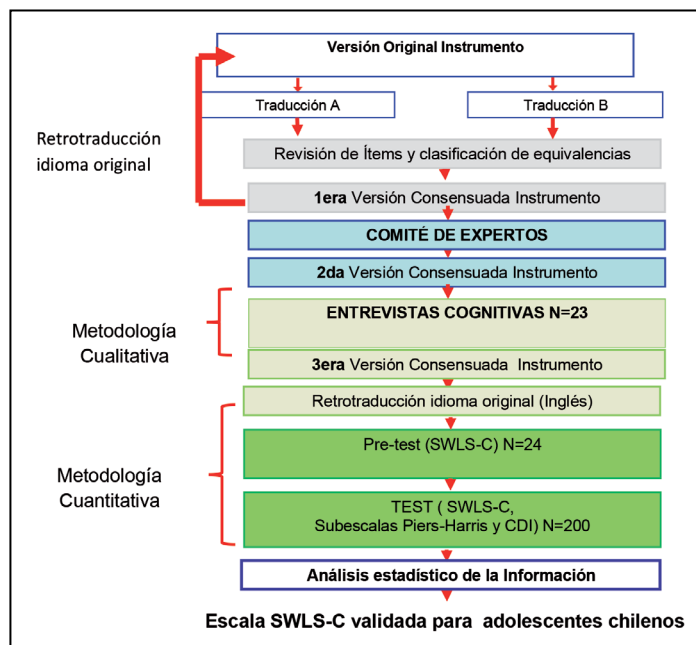 Versión Original Instrumento
Traducción A
Traducción B
Retrotraducción
idioma original
Revisión de Ítems y clasificación de equivalencias
1era Versión Consensuada Instrumento
COMITÉ DE EXPERTOS
2da Versión Consensuada Instrumento
Metodología
Cualitativa
ENTREVISTAS COGNITIVAS N=23
3era Versión Consensuada Instrumento
Retrotraducción idioma original (Inglés)
Metodología
Cuantitativa
Pre-test (SWLS-C) N=24
TEST ( SWLS-C,
Subescalas Piers-Harris y CDI) N=200
Análisis estadístico de la Información
Escala SWLS-C validada para adolescentes chilenos